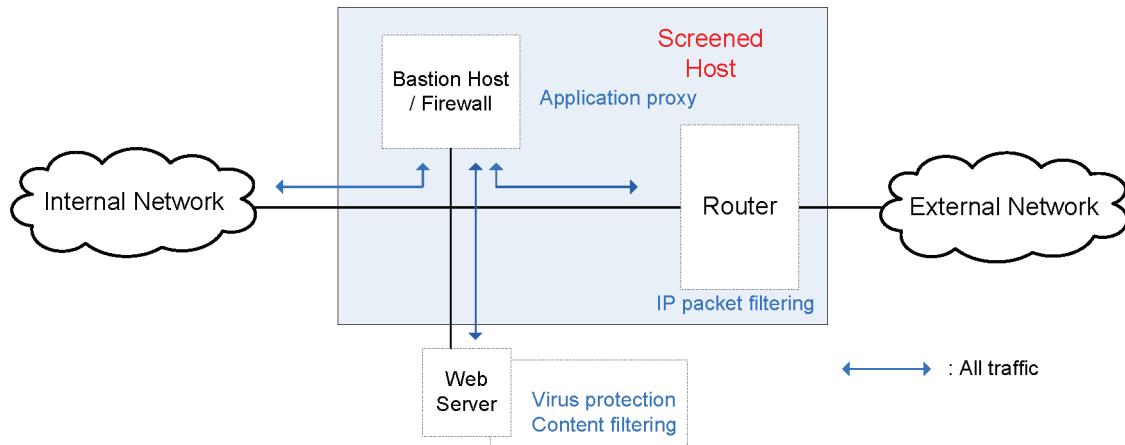 Screened
Host
Bastion Host
/ Firewall
Application proxy
Internal Network
Router
External Network
IP packet filtering
Web
Server
Virus protection
Content filtering
: All traffic